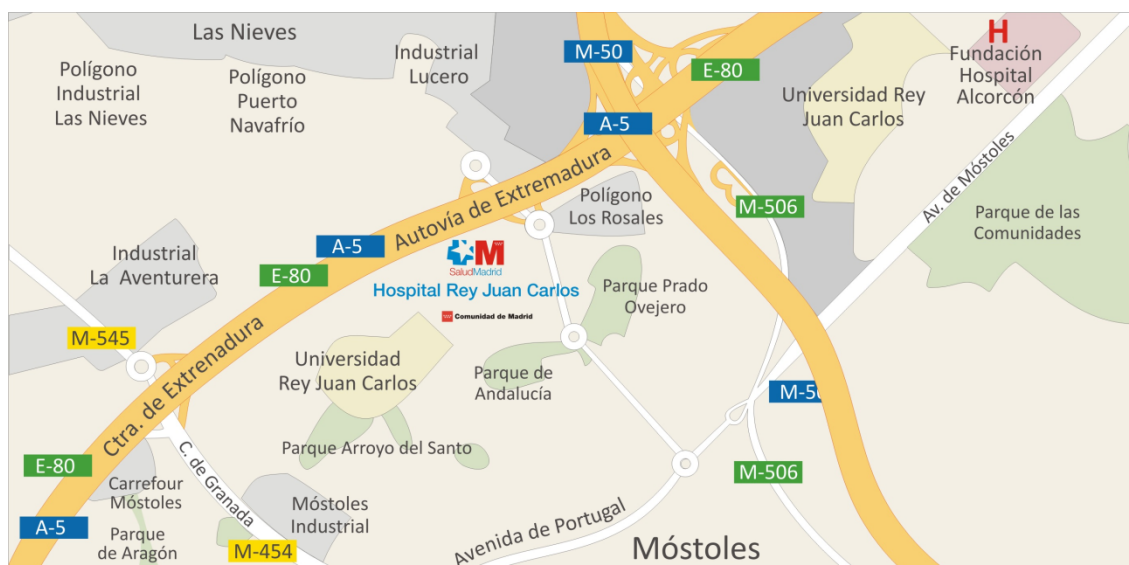 Las Nieves
Polígono
Industrial
Las Nieves
Polígono
Puerto
Navafrío
Industrial
Lucero
M-50
E-80
A-5
H
Fundación
Hospital
Alcorcón
Universidad Rey
Juan Carlos
Av. de Móstoles
Parque de las
Comunidades
M-506
Polígono
Los Rosales
Autovía de Extremadura
A-5
E-80
M
SaludMadrid
Hospital Rey Juan Carlos
Comunidad de Madrid
Industrial
La Aventurera
M-545
Parque Prado
Ovejero
Universidad
Rey Juan Carlos
Parque de
Andalucía
Ctra. de Extrenadura
M-50
Parque Arroyo del Santo
C. de Granada
E-80
Carrefour
Móstoles
Móstoles
Industrial
M-506
A-5
Parque
de Aragón
M-454
Avenida de Portugal
Móstoles